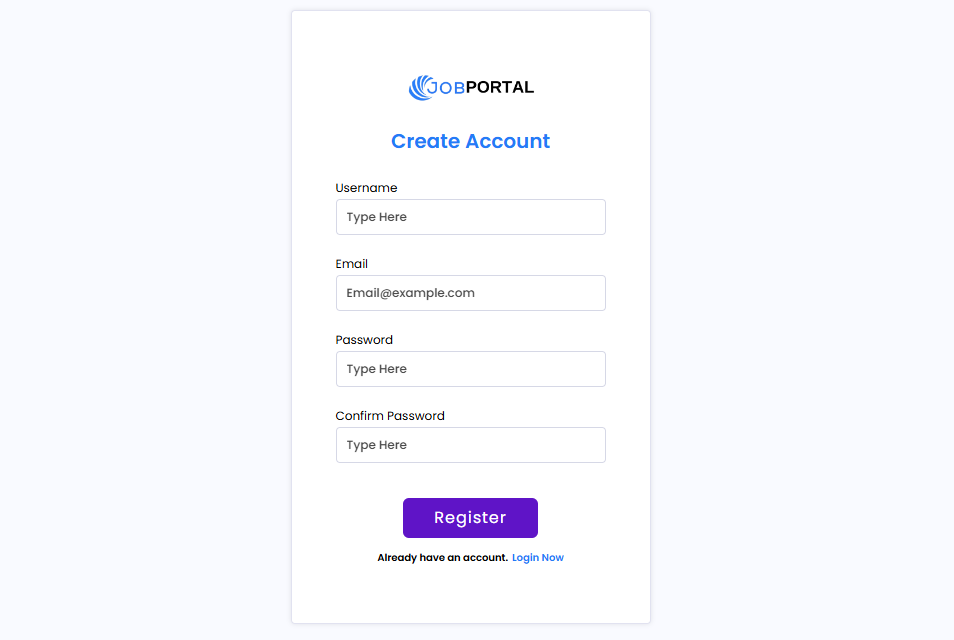 JOBPORTAL
Create Account
Username
Type Here
Email
Email@example.com
Password
Type Here
Confirm Password
Type Here
Register
Already have an account. Login Now